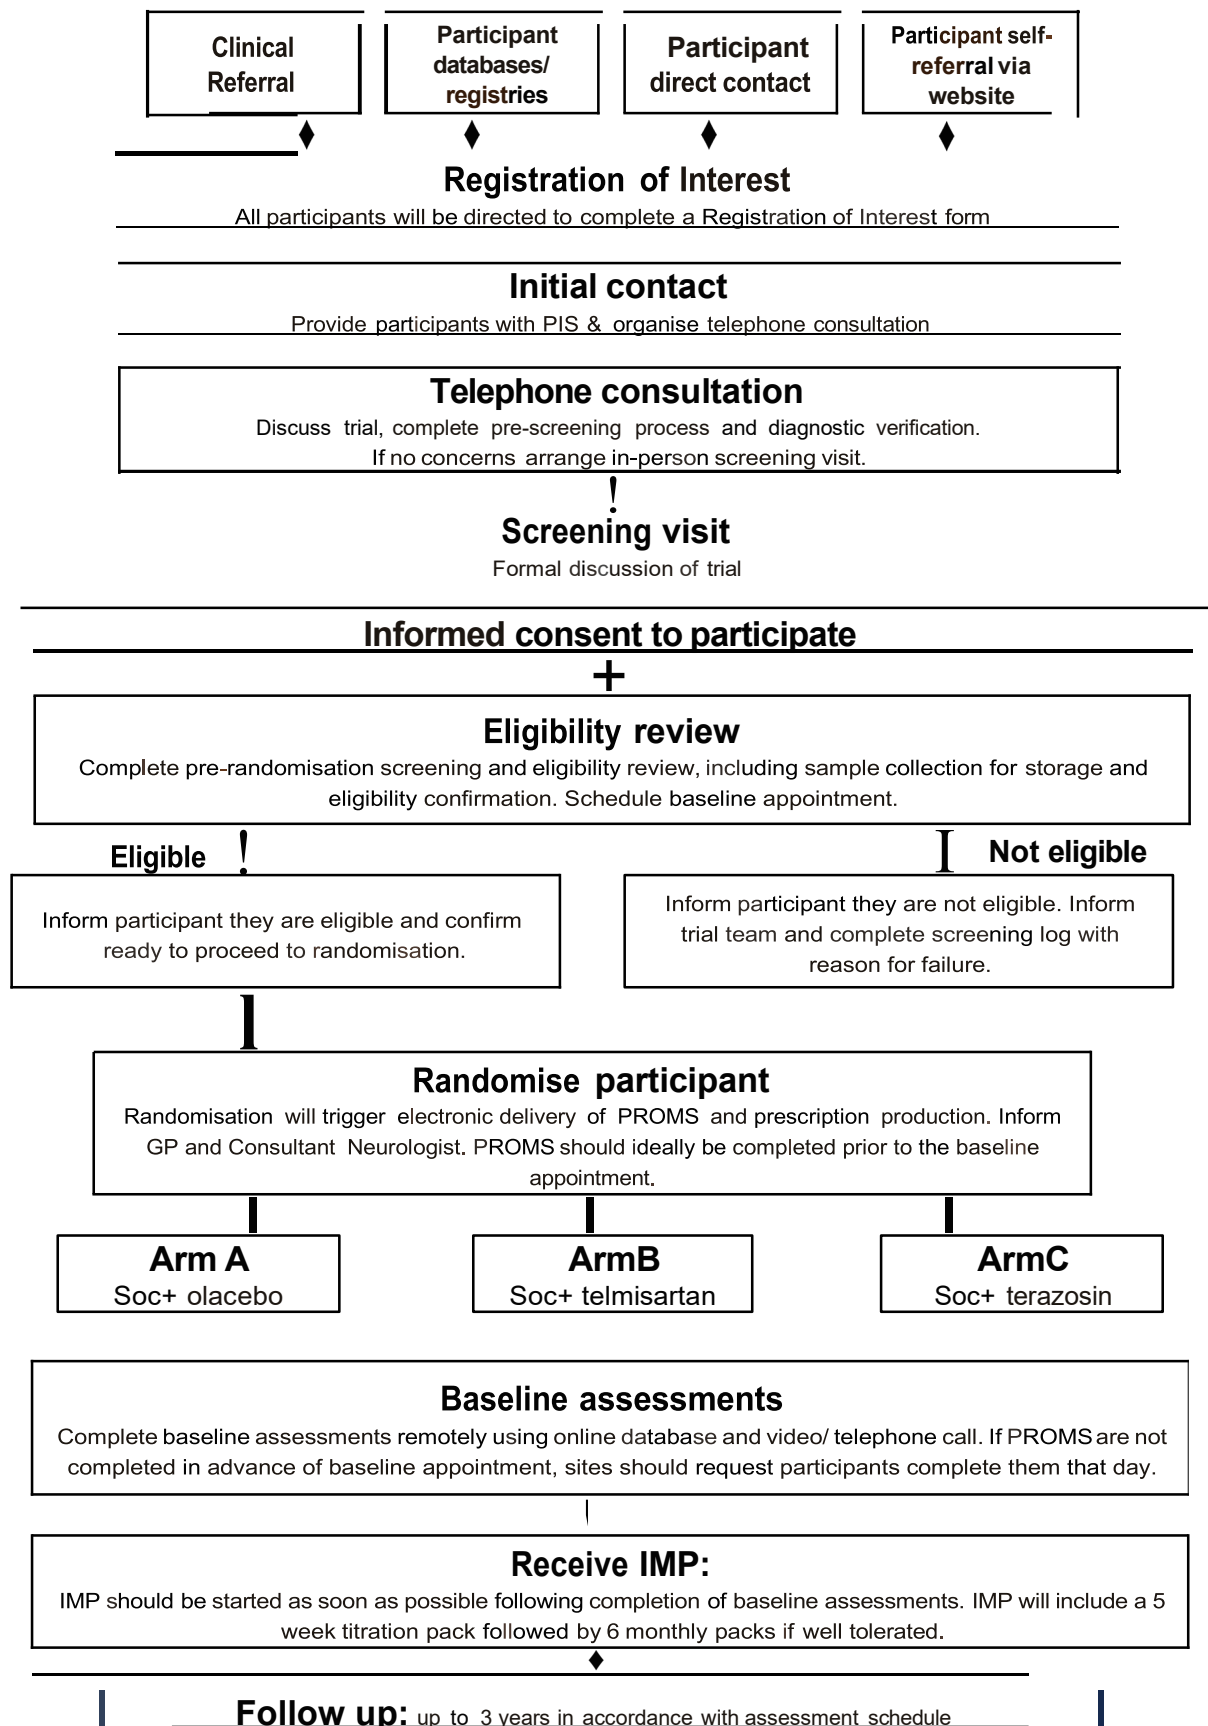 Clinical
Referral
Participant
databases/
registries
Participant
direct contact
Participant self-
referral via
website
Registration of Interest
All participants will be directed to complete a Registration of Interest form
Initial contact
Provide participants with PIS & organise telephone consultation
Telephone consultation
Discuss trial, complete pre-screening process and diagnostic verification.
If no concerns arrange in-person screening visit.
!
Screening visit
Formal discussion of trial
Informed consent to participate
+
Eligibility review
Complete pre-randomisation screening and eligibility review, including sample collection for storage and
eligibility confirmation. Schedule baseline appointment.
Eligible !
I Not eligible
Inform participant they are eligible and confirm
ready to proceed to randomisation.
Inform participant they are not eligible. Inform
trial team and complete screening log with
reason for failure.
Randomise participant
Randomisation will trigger electronic delivery of PROMS and prescription production. Inform
GP and Consultant Neurologist. PROMS should ideally be completed prior to the baseline
appointment.
Arm A
Soc+ olacebo
ArmB
Soc+ telmisartan
ArmC
Soc+ terazosin
Baseline assessments
Complete baseline assessments remotely using online database and video/ telephone call. If PROMS are not
completed in advance of baseline appointment, sites should request participants complete them that day.
Receive IMP:
IMP should be started as soon as possible following completion of baseline assessments. IMP will include a 5
week titration pack followed by 6 monthly packs if well tolerated.
Follow up: up to 3 years in accordance with assessment schedule